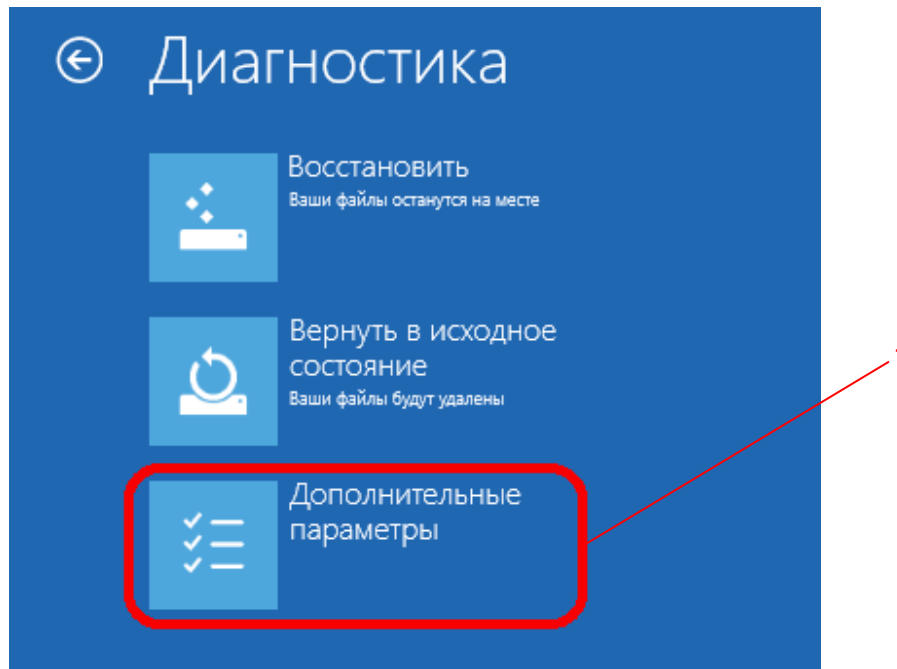 Диагностика
Восстановить
Ваши файлы останутся на месте
Вернуть в исходное
состояние
Ваши файлы будут удалены
Дополнительные
параметры